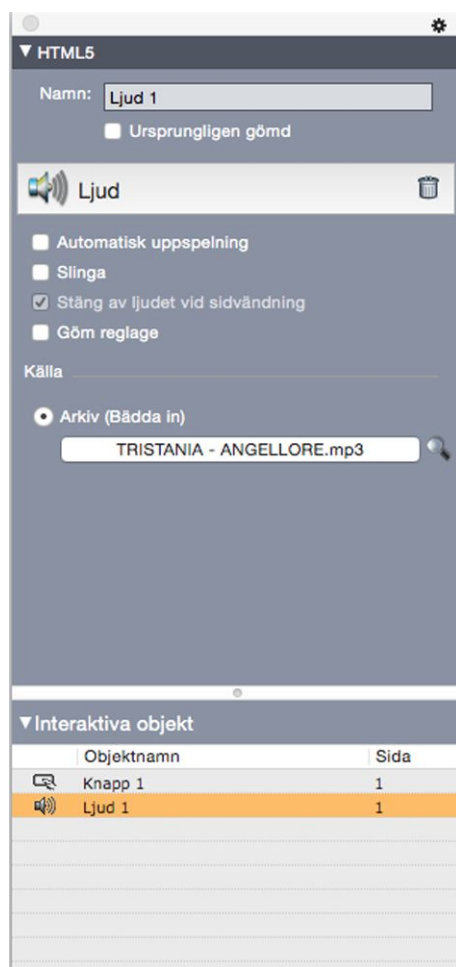 HTML5
Namn: Ljud 1
Ursprungligen gömd
Ljud
Automatisk uppspelning
Slinga
Stäng av ljudet vid sidvändning
Göm reglage
Källa
Arkiv (Bädda in)
TRISTANIA - ANGELLORE.mp3
Interaktiva objekt
Objektnamn Sida
Knapp 1 1
Ljud 1 1